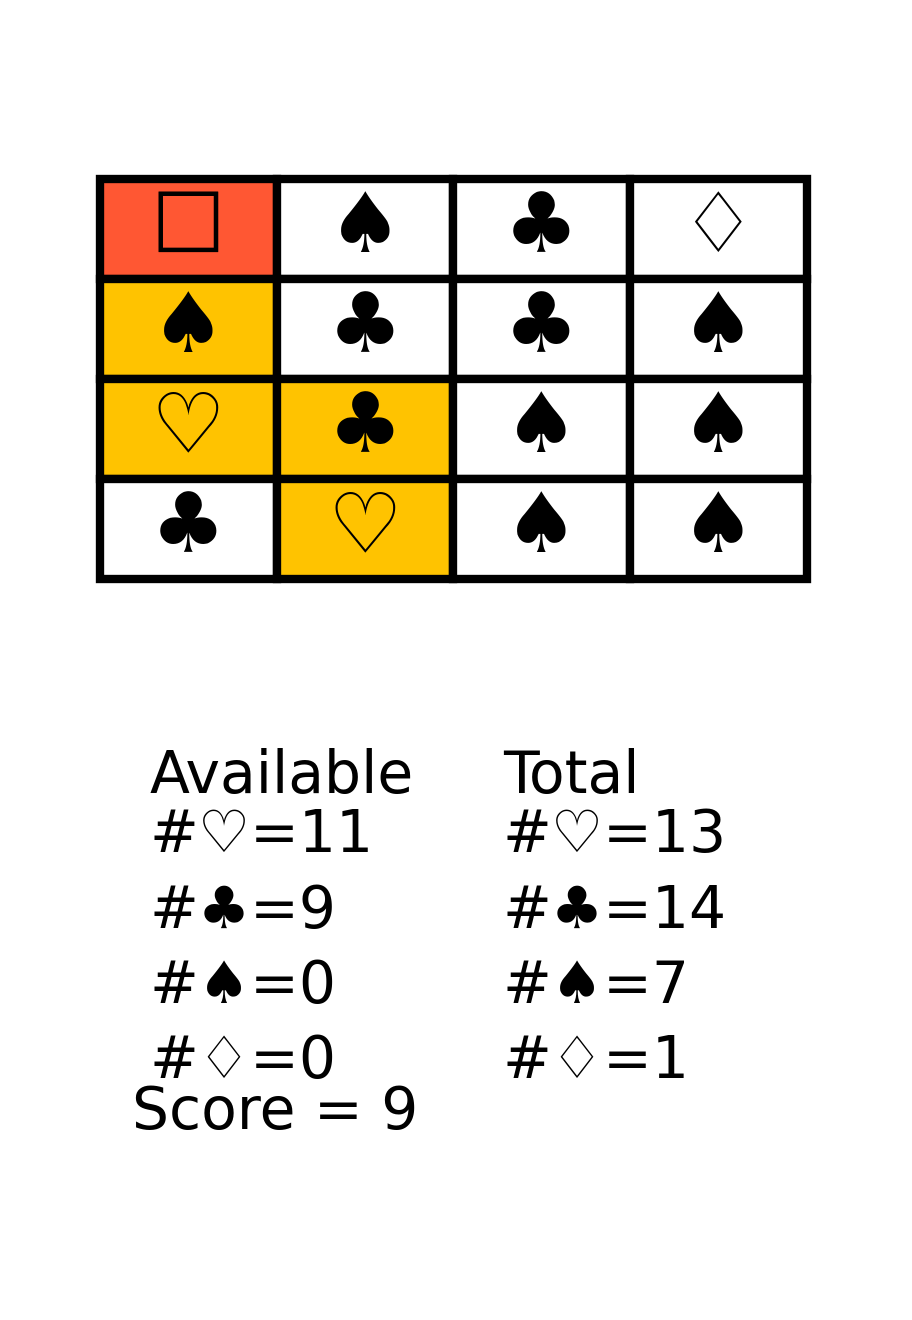 □ ♠ ♣ ♢
♠ ♣ ♣ ♠
♡ ♣ ♠ ♠
♣ ♡ ♠ ♠
Available Total
#♡=11 #♡=13
#♣=9 #♣=14
#♠=0 #♠=7
#♢=0 #♢=1
Score = 9